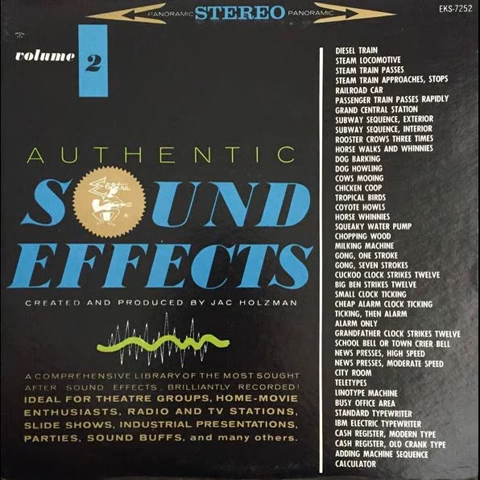 PANORAMIC STEREO PANORAMIC
EKS-7252
volume 2
AUTHENTIC
SOUND
EFFECTS
CREATED AND PRODUCED BY JAC HOLZMAN
A COMPREHENSIVE LIBRARY OF THE MOST SOUGHT
AFTER SOUND EFFECTS. BRILLIANTLY RECORDED!
IDEAL FOR THEATRE GROUPS, HOME-MOVIE
ENTHUSIASTS, RADIO AND TV STATIONS,
SLIDE SHOWS, INDUSTRIAL PRESENTATIONS,
PARTIES, SOUND BUFFS, and many others.
DIESEL TRAIN
STEAM LOCOMOTIVE
STEAM TRAIN PASSES
STEAM TRAIN APPROACHES, STOPS
RAILROAD CAR
PASSENGER TRAIN PASSES RAPIDLY
GRAND CENTRAL STATION
SUBWAY SEQUENCE, EXTERIOR
SUBWAY SEQUENCE, INTERIOR
ROOSTER CROWS THREE TIMES
HORSE WALKS AND WHINNIES
DOG BARKING
DOG HOWLING
COWS MOOING
CHICKEN COOP
TROPICAL BIRDS
COYOTE HOWLS
HORSE WHINNIES
SQUEAKY WATER PUMP
CHOPPING WOOD
MILKING MACHINE
GONG, ONE STROKE
GONG, SEVEN STROKES
CUCKOO CLOCK STRIKES TWELVE
BIG BEN STRIKES TWELVE
SMALL CLOCK TICKING
CHEAP ALARM CLOCK TICKING
TICKING, THEN ALARM
ALARM ONLY
GRANDFATHER CLOCK STRIKES TWELVE
SCHOOL BELL OR TOWN CRIER BELL
NEWS PRESSES, HIGH SPEED
NEWS PRESSES, MODERATE SPEED
CITY ROOM
TELETYPES
LINOTYPE MACHINE
BUSY OFFICE AREA
STANDARD TYPEWRITER
IBM ELECTRIC TYPEWRITER
CASH REGISTER, MODERN TYPE
CASH REGISTER, OLD CRANK TYPE
ADDING MACHINE SEQUENCE
CALCULATOR